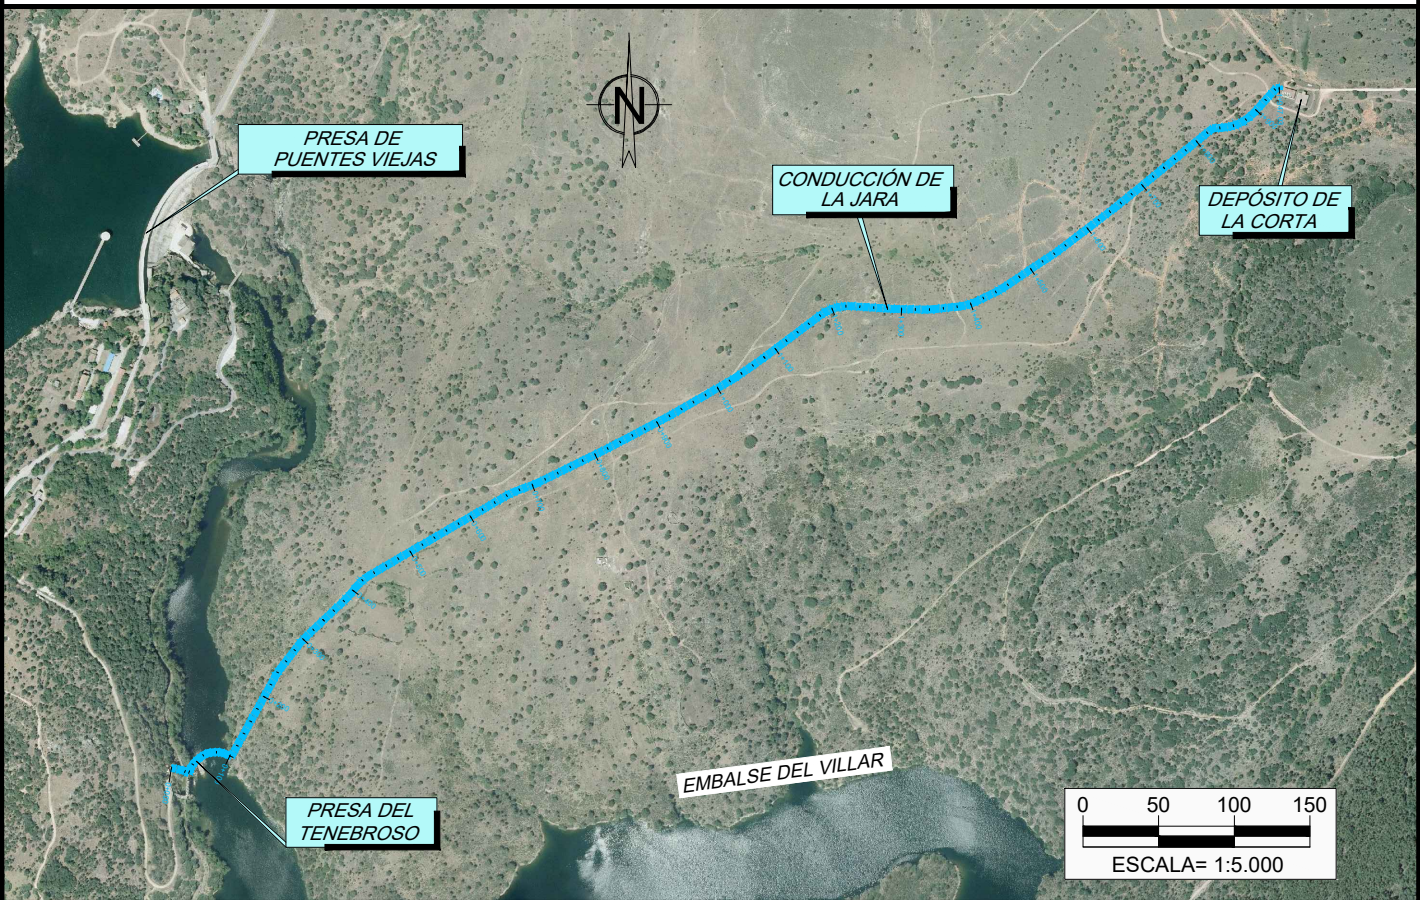 N
PRESA DE
PUENTES VIEJAS
CONDUCCIÓN DE
LA JARA
DEPÓSITO DE
LA CORTA
EMBALSE DEL VILLAR
PRESA DEL
TENEBROSO
0 50 100 150
ESCALA= 1:5.000